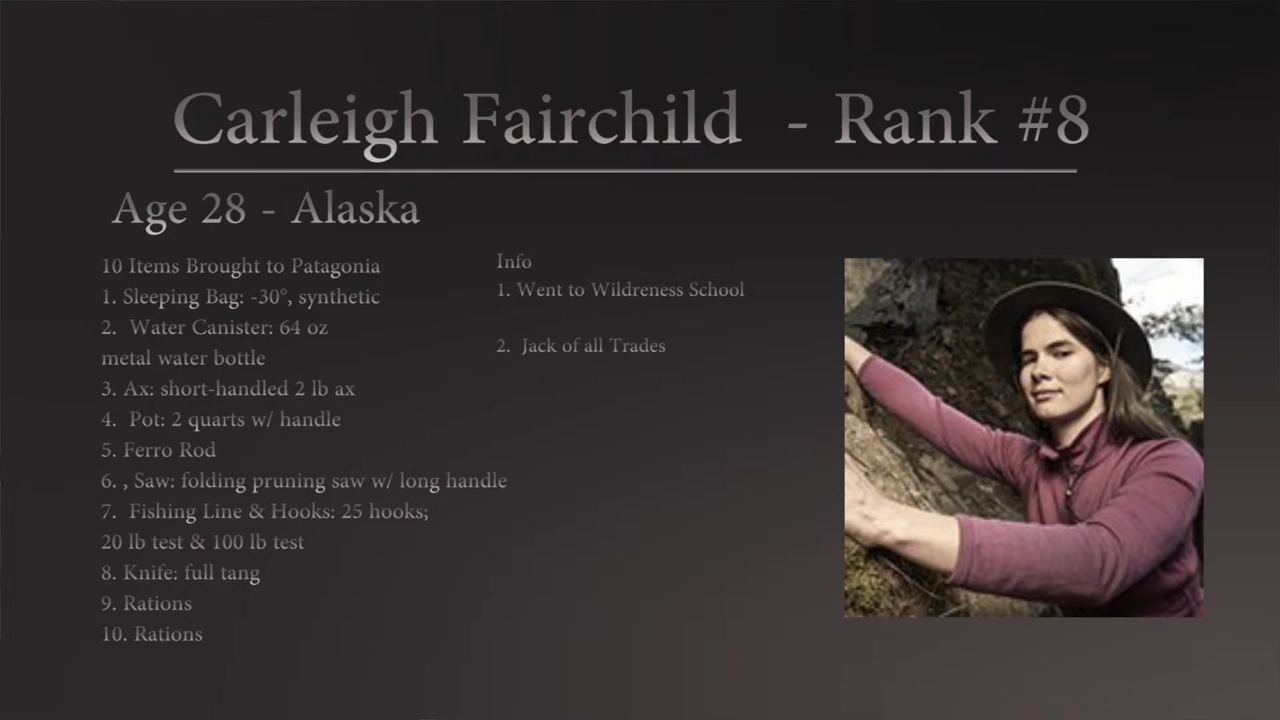 Carleigh Fairchild - Rank #8
Age 28 - Alaska
10 Items Brought to Patagonia
1. Sleeping Bag: -30°, synthetic
2. Water Canister: 64 oz
metal water bottle
3. Ax: short-handled 2 lb ax
4. Pot: 2 quarts w/ handle
5. Ferro Rod
6. , Saw: folding pruning saw w/ long handle
7. Fishing Line & Hooks: 25 hooks;
20 lb test & 100 lb test
8. Knife: full tang
9. Rations
10. Rations
Info
1. Went to Wildreness School
2. Jack of all Trades